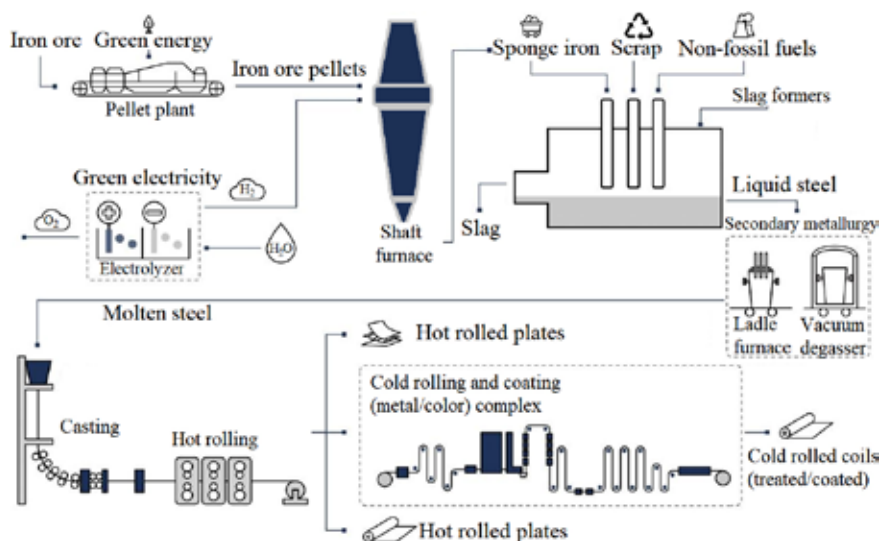 Iron ore
Green energy
Iron ore pellets
Pellet plant
Green electricity
H₂
O₂
Electrolyzer
H₂O
Shaft
furnace
Sponge iron
Scrap
Non-fossil fuels
Slag formers
Slag
Liquid steel
Secondary metallurgy
Ladle
furnace
Vacuum
degasser
Molten steel
Casting
Hot rolling
Hot rolled plates
Cold rolling and coating
(metal/color) complex
Cold rolled coils
(treated/coated)
Hot rolled plates